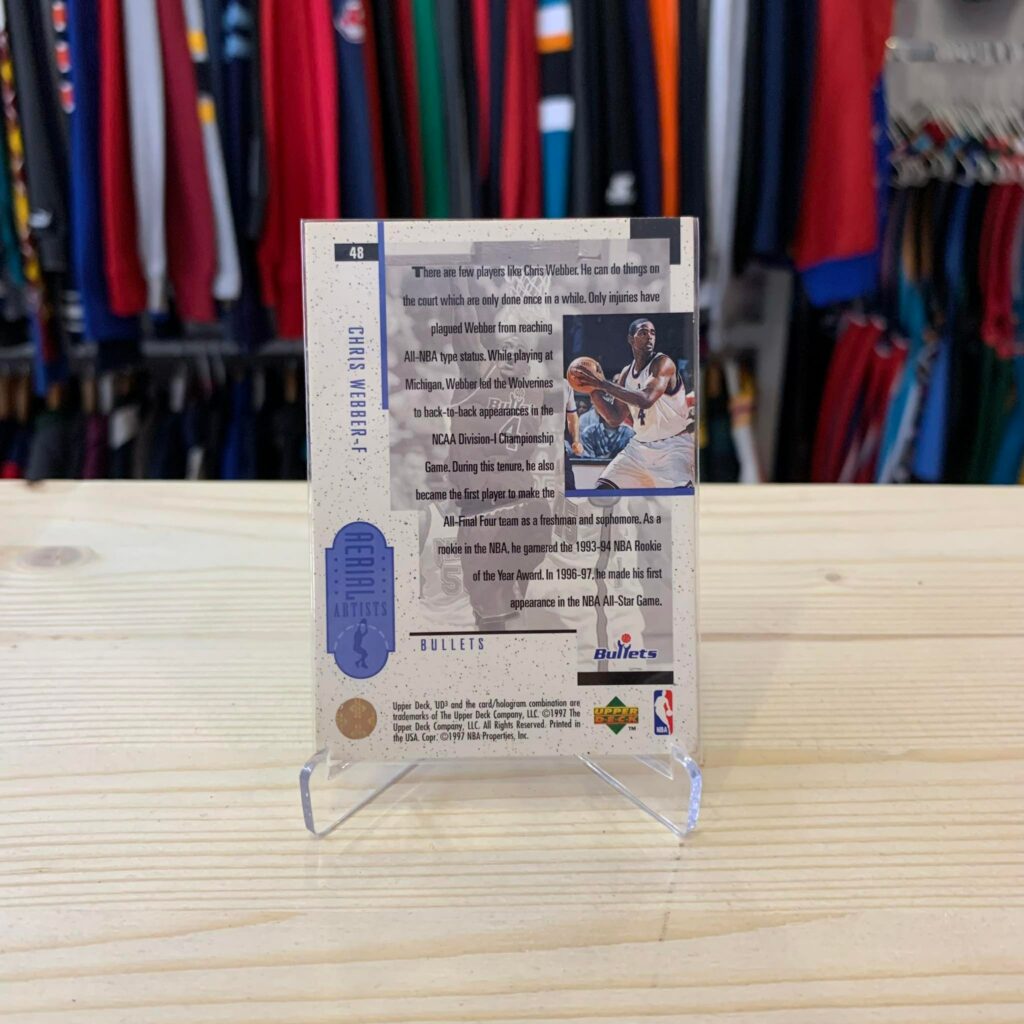 48
There are few players like Chris Webber. He can do things on
the court which are only done once in a while. Only injuries have
plagued Webber from reaching
All-NBA type status. While playing at
Michigan, Webber led the Wolverines
to back-to-back appearances in the
NCAA Division-I Championship
Game. During this tenure, he also
became the first player to make the
All-Final Four team as a freshman and sophomore. As a
rookie in the NBA, he garnered the 1993-94 NBA Rookie
of the Year Award. In 1996-97, he made his first
appearance in the NBA All-Star Game.
CHRIS WEBBER-F
4
AERIAL
ARTISTS
BULLETS
Bullets
Upper Deck, UD³ and the card/hologram combination are
trademarks of The Upper Deck Company, LLC. ©1997 The
Upper Deck Company, LLC. All Rights Reserved. Printed in
the USA. Copr. ©1997 NBA Properties, Inc.
UPPER
DECK
TM
NBA